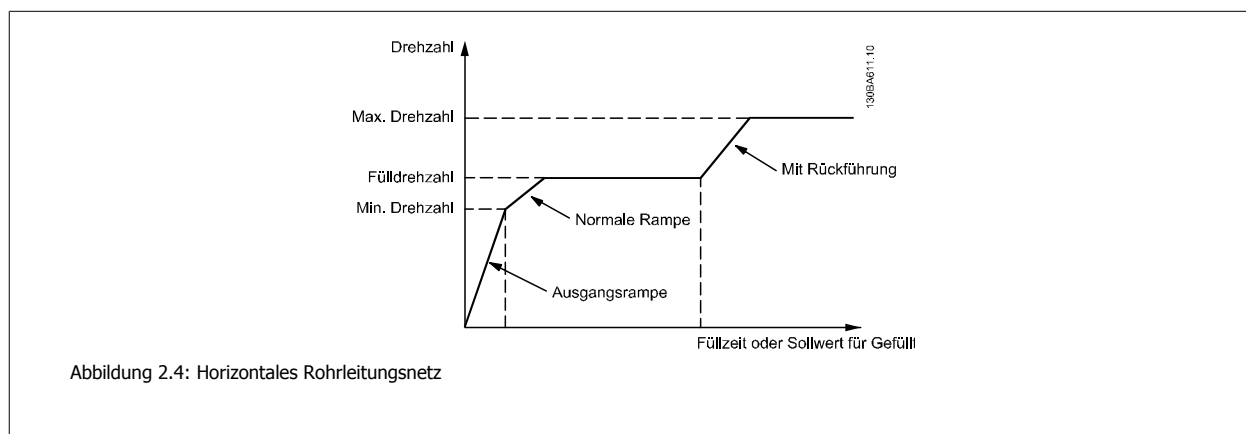 Drehzahl
130BA611.10
Max. Drehzahl
Mit Rückführung
Fülldrehzahl
Min. Drehzahl
Normale Rampe
Ausgangsrampe
Füllzeit oder Sollwert für Gefüllt
Abbildung 2.4: Horizontales Rohrleitungsnetz